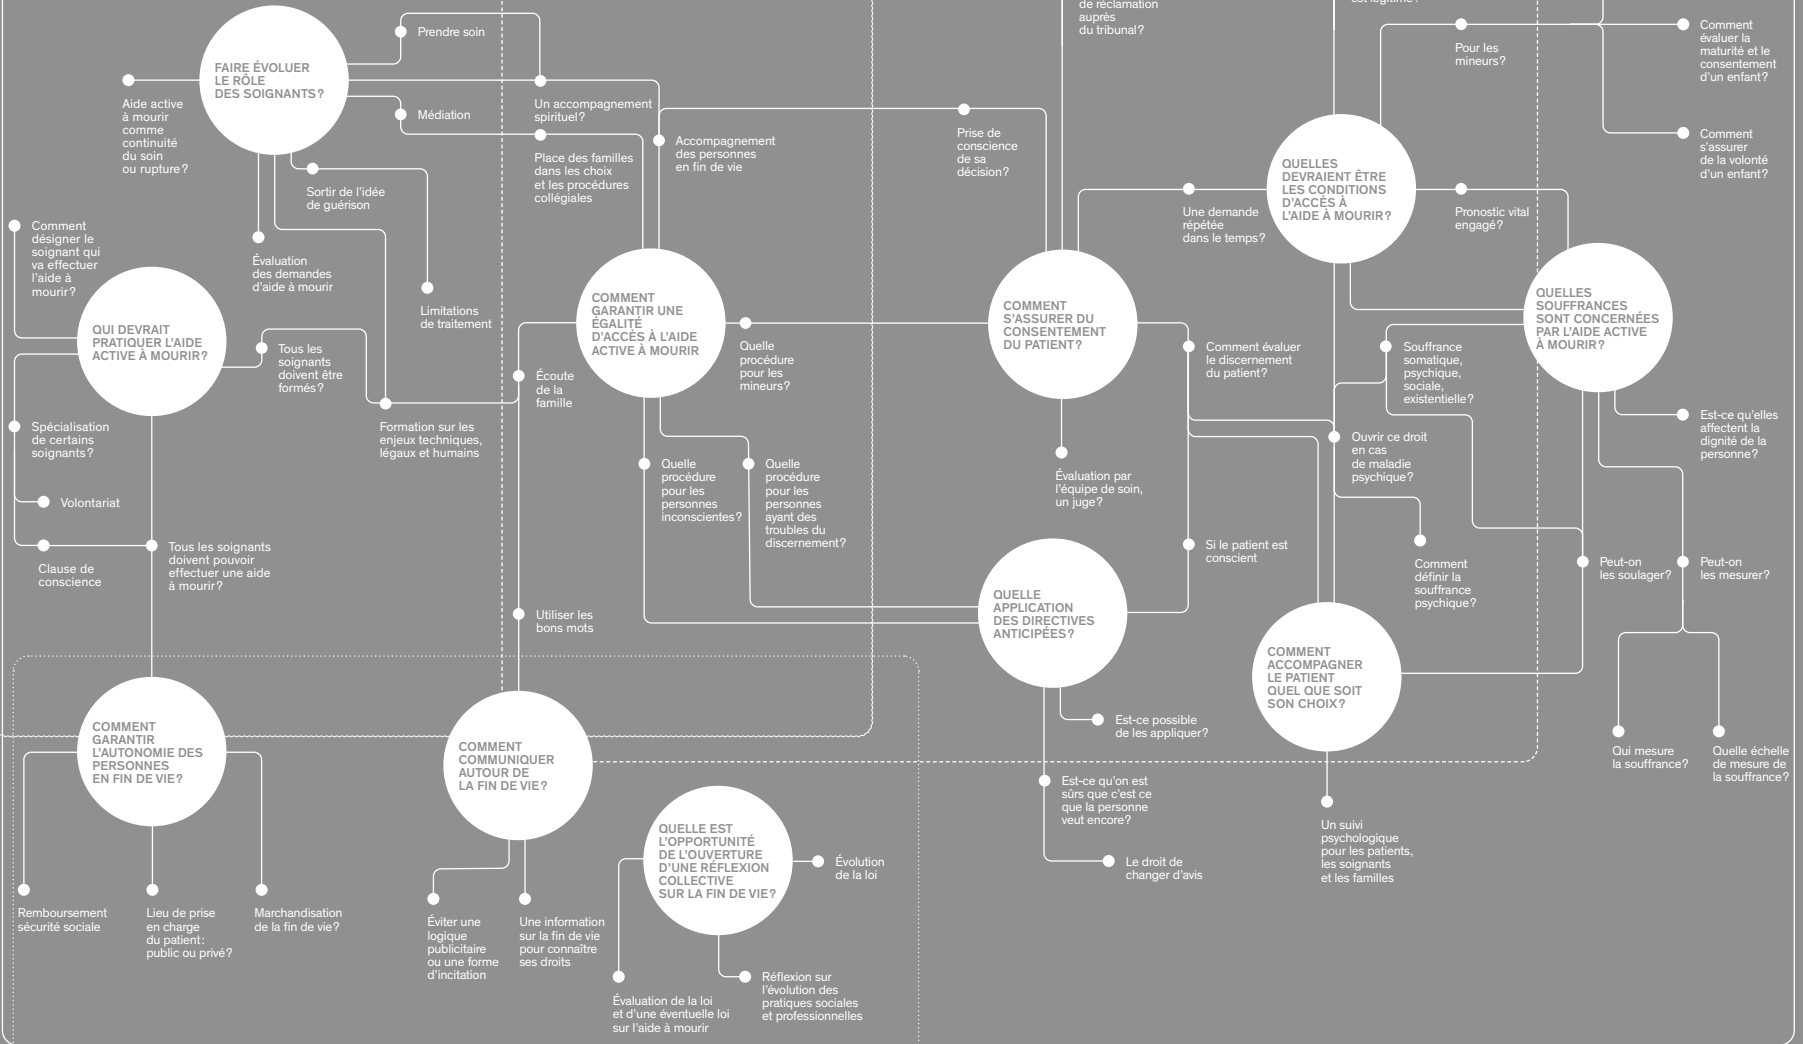 de réclamation
auprès
du tribunal ?
Prendre soin
FAIRE ÉVOLUER
LE RÔLE
DES SOIGNANTS ?
Aide active
à mourir
comme
continuité
du soin
ou rupture ?
Médiation
Un accompagnement
spirituel ?
Place des familles
dans les choix
et les procédures
collégiales
Accompagnement
des personnes
en fin de vie
Sortir de l’idée
de guérison
Évaluation
des demandes
d’aide à mourir
Limitations
de traitement
Prise de
conscience
de sa
décision ?
Pour les
mineurs ?
Comment
évaluer la
maturité et le
consentement
d’un enfant ?
Comment
s’assurer
de la volonté
d’un enfant ?
QUELLES
DEVRAIENT ÊTRE
LES CONDITIONS
D’ACCÈS À
L’AIDE À MOURIR ?
Une demande
répétée
dans le temps ?
Pronostic vital
engagé ?
Comment
désigner le
soignant qui
va effectuer
l’aide à
mourir ?
QUI DEVRAIT
PRATIQUER L’AIDE
ACTIVE À MOURIR ?
Tous les
soignants
doivent être
formés ?
Formation sur les
enjeux techniques,
légaux et humains
Spécialisation
de certains
soignants ?
Volontariat
Clause de
conscience
Tous les soignants
doivent pouvoir
effectuer une aide
à mourir ?
COMMENT
GARANTIR UNE
ÉGALITÉ
D’ACCÈS À L’AIDE
ACTIVE À MOURIR
Écoute
de la
famille
Quelle
procédure
pour les
mineurs ?
Quelle
procédure
pour les
personnes
inconscientes ?
Quelle
procédure
pour les
personnes
ayant des
troubles du
discernement ?
Utiliser les
bons mots
COMMENT
S’ASSURER DU
CONSENTEMENT
DU PATIENT ?
Comment évaluer
le discernement
du patient ?
Évaluation par
l’équipe de soin,
un juge ?
Si le patient est
conscient
QUELLES
SOUFFRANCES
SONT CONCERNÉES
PAR L’AIDE ACTIVE
À MOURIR ?
Souffrance
somatique,
psychique,
sociale,
existentielle ?
Ouvrir ce droit
en cas
de maladie
psychique ?
Comment
définir la
souffrance
psychique ?
Est-ce qu’elles
affectent la
dignité de la
personne ?
Peut-on
les soulager ?
Peut-on
les mesurer ?
Qui mesure
la souffrance ?
Quelle échelle
de mesure de
la souffrance ?
QUELLE
APPLICATION
DES DIRECTIVES
ANTICIPÉES ?
Est-ce possible
de les appliquer ?
Est-ce qu’on est
sûrs que c’est ce
que la personne
veut encore ?
Le droit de
changer d’avis
COMMENT
ACCOMPAGNER
LE PATIENT
QUEL QUE SOIT
SON CHOIX ?
Un suivi
psychologique
pour les patients,
les soignants
et les familles
COMMENT
GARANTIR
L’AUTONOMIE DES
PERSONNES
EN FIN DE VIE ?
Remboursement
sécurité sociale
Lieu de prise
en charge
du patient :
public ou privé ?
Marchandisation
de la fin de vie ?
COMMENT
COMMUNIQUER
AUTOUR DE
LA FIN DE VIE ?
Éviter une
logique
publicitaire
ou une forme
d’incitation
Une information
sur la fin de vie
pour connaître
ses droits
QUELLE EST
L’OPPORTUNITÉ
DE L’OUVERTURE
D’UNE RÉFLEXION
COLLECTIVE
SUR LA FIN DE VIE ?
Évolution
de la loi
Évaluation de la loi
et d’une éventuelle loi
sur l’aide à mourir
Réflexion sur
l’évolution des
pratiques sociales
et professionnelles